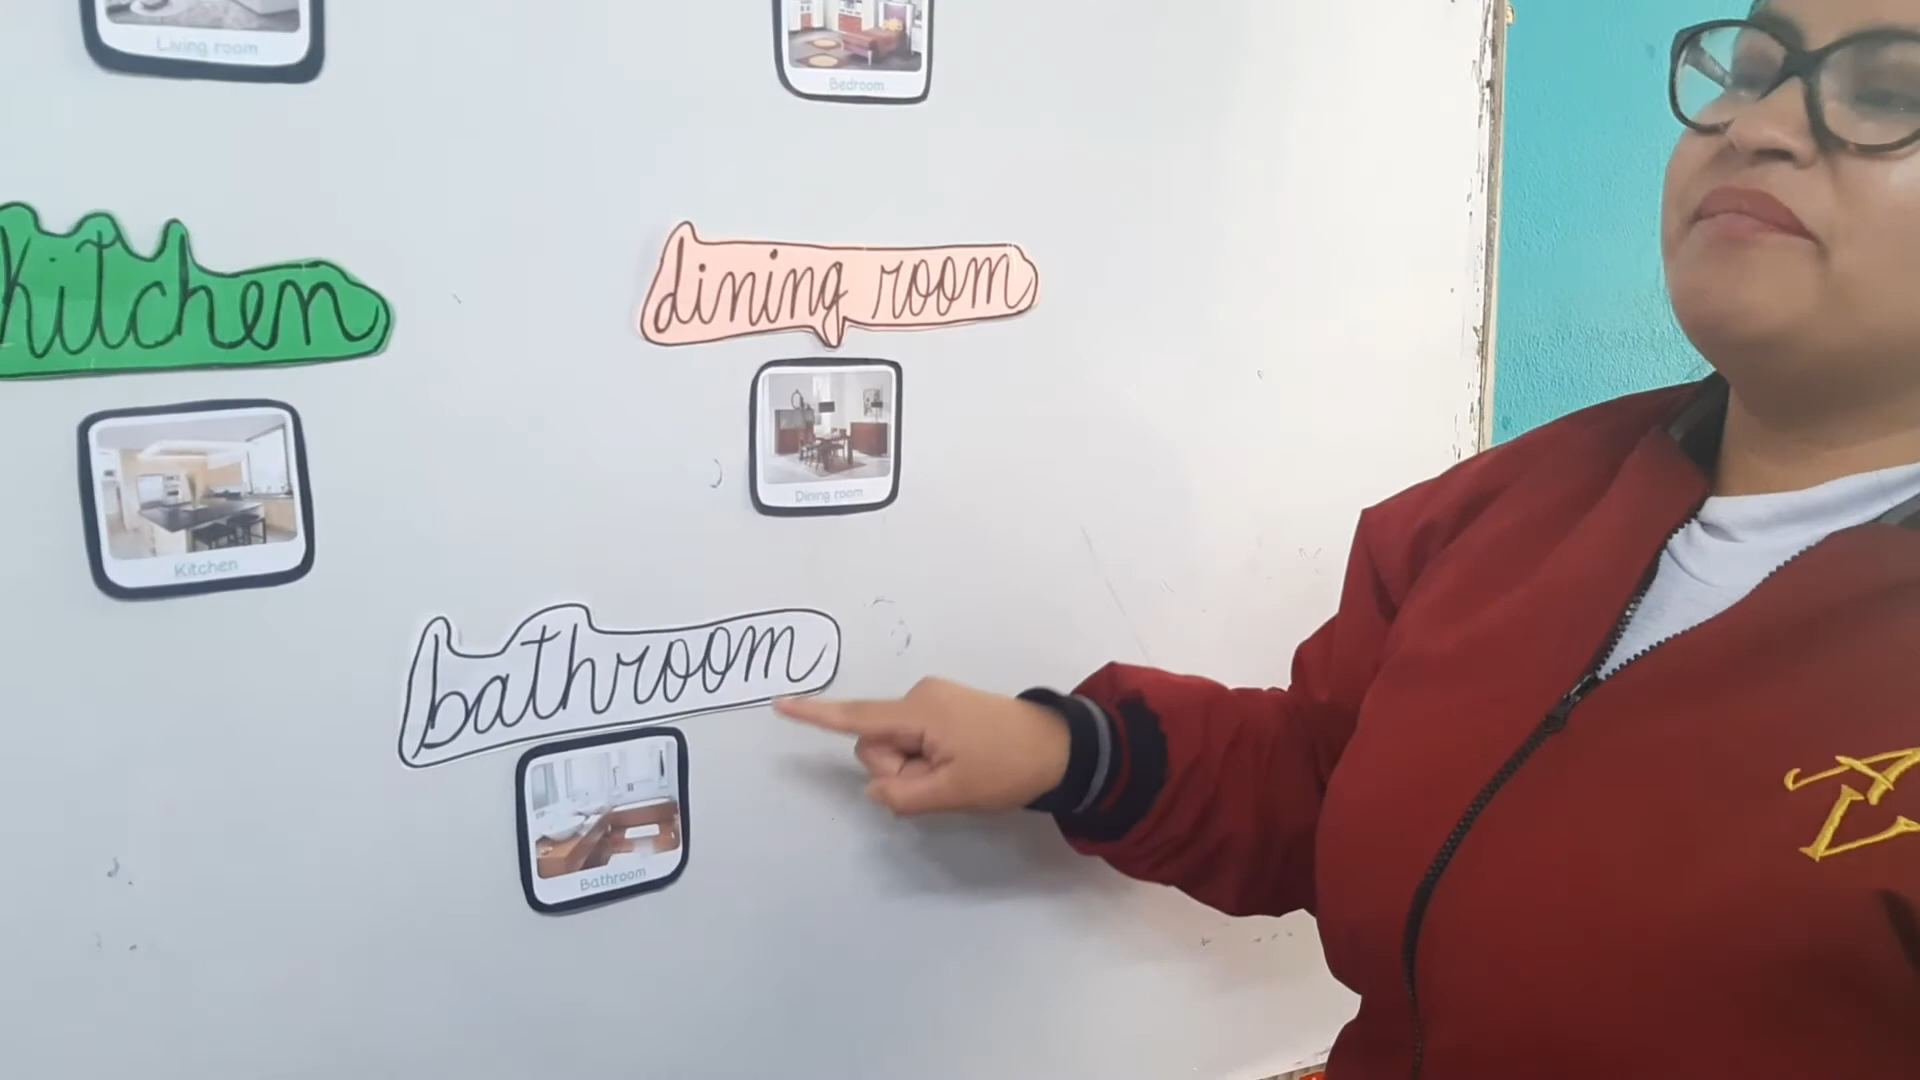 Living room
Bedroom
Kitchen
dining room
Kitchen
Dining room
bathroom
Bathroom